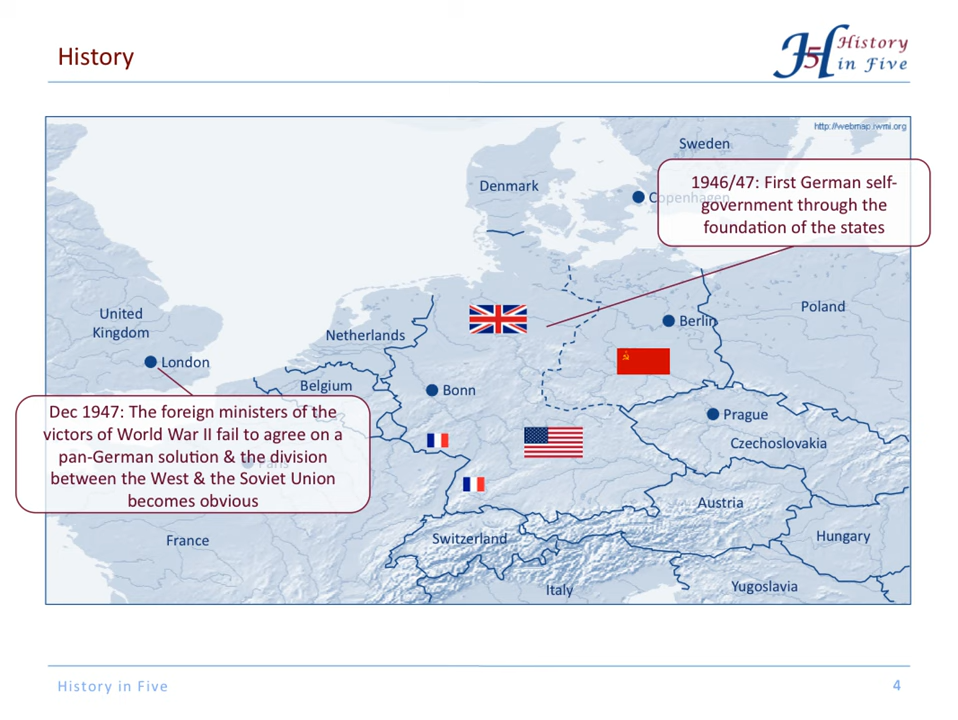 History
H5 History
in Five
http://webmap.iwmi.org
Sweden
Denmark
Copenhagen
1946/47: First German self-
government through the
foundation of the states
United
Kingdom
Poland
Berlin
Netherlands
London
Belgium
Bonn
Dec 1947: The foreign ministers of the
victors of World War II fail to agree on a
pan-German solution & the division
between the West & the Soviet Union
becomes obvious
Paris
Prague
Czechoslovakia
Austria
France
Switzerland
Hungary
Italy
Yugoslavia
History in Five
4